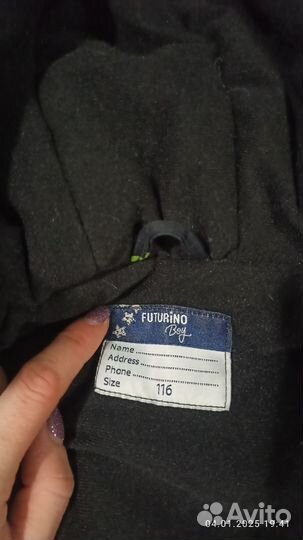 FUTURiNO
Boy
Name
Address
Phone
Size 116
Avito
04.01.2025 19:41